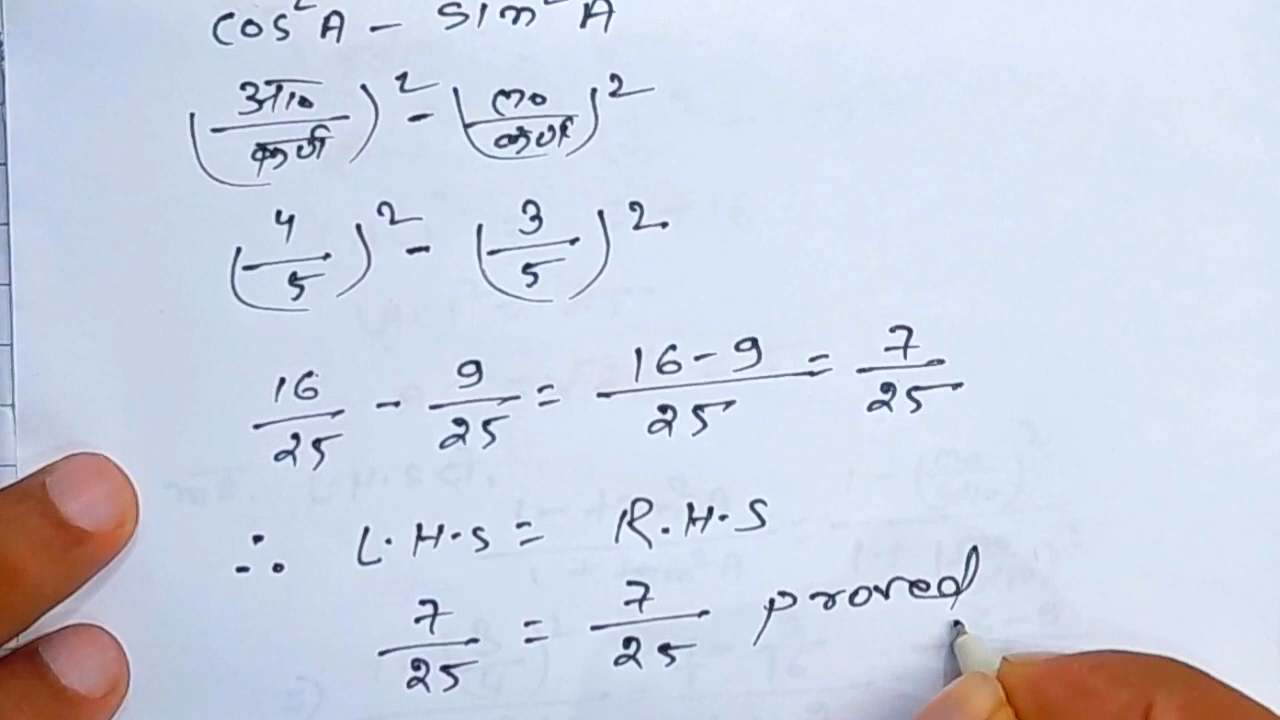 cos²A - sin²A
(आ०/कर्ण)² - (ल०/कर्ण)²
(4/5)² - (3/5)²
16/25 - 9/25 = 16-9/25 = 7/25
∴ L.H.S = R.H.S
7/25 = 7/25 proved